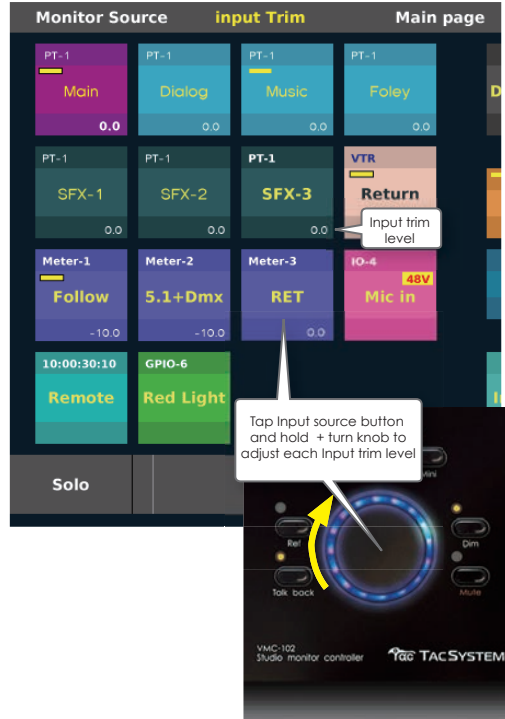 Monitor Source
input Trim
Main page
PT-1
Main
0.0
PT-1
Dialog
0.0
PT-1
Music
0.0
PT-1
Foley
0.0
D
PT-1
SFX-1
0.0
PT-1
SFX-2
0.0
PT-1
SFX-3
0.0
VTR
Return
Input trim
level
Meter-1
Follow
-10.0
Meter-2
5.1+Dmx
-10.0
Meter-3
RET
0.0
IO-4
48V
Mic in
10:00:30:10
Remote
GPIO-6
Red Light
Tap Input source button
and hold + turn knob to
adjust each Input trim level
Solo
Mini
Ref
Dim
Talk back
Mute
VMC-102
Studio monitor controller
Tac TACSYSTEM